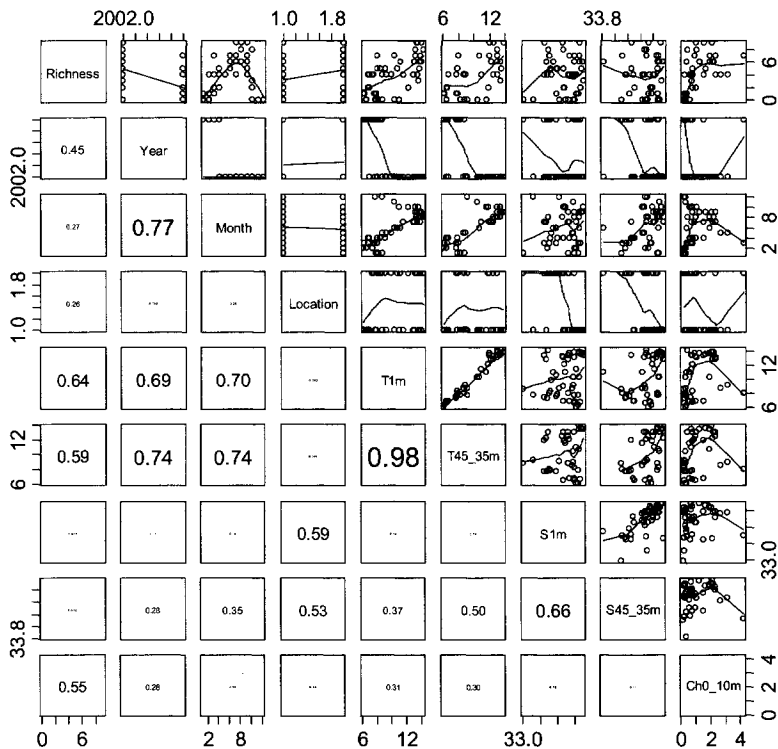 2002.0 1.0 1.8 6 12 33.8
Richness 0 6
2002.0 0.45 Year
0.27 0.77 Month 2 8
1.0 1.8 0.26 Location
0.64 0.69 0.70 T1m 6 12
6 12 0.59 0.74 0.74 0.98 T45_35m
0.59 S1m 33.0
33.8 0.28 0.35 0.53 0.37 0.50 0.66 S45_35m
0.55 0.28 0.31 0.30 Ch0_10m 0 2 4
0 4 8 2 8 6 12 33.0 0 2 4